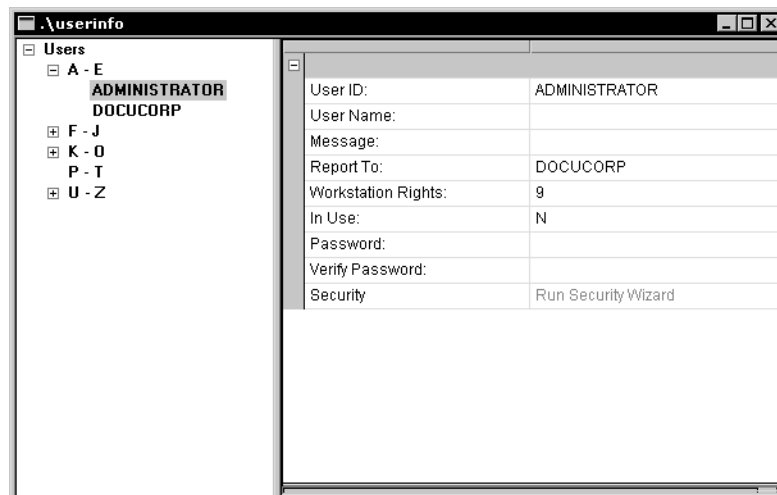 .\userinfo
Users
A - E
ADMINISTRATOR
DOCUCORP
F - J
K - O
P - T
U - Z
User ID: ADMINISTRATOR
User Name:
Message:
Report To: DOCUCORP
Workstation Rights: 9
In Use: N
Password:
Verify Password:
Security Run Security Wizard